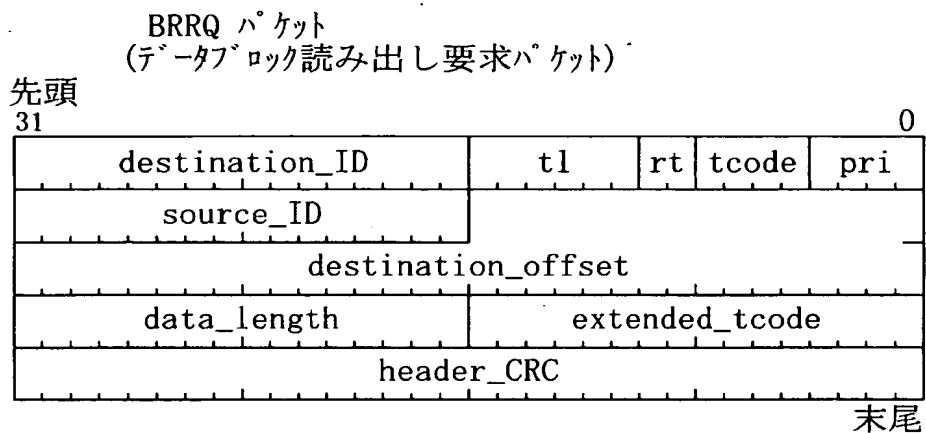 BRRQ ﾊﾟｹｯﾄ
(ﾃﾞｰﾀﾌﾞﾛｯｸ読み出し要求ﾊﾟｹｯﾄ)
先頭
31 0
destination_ID tl rt tcode pri
source_ID
destination_offset
data_length extended_tcode
header_CRC
末尾